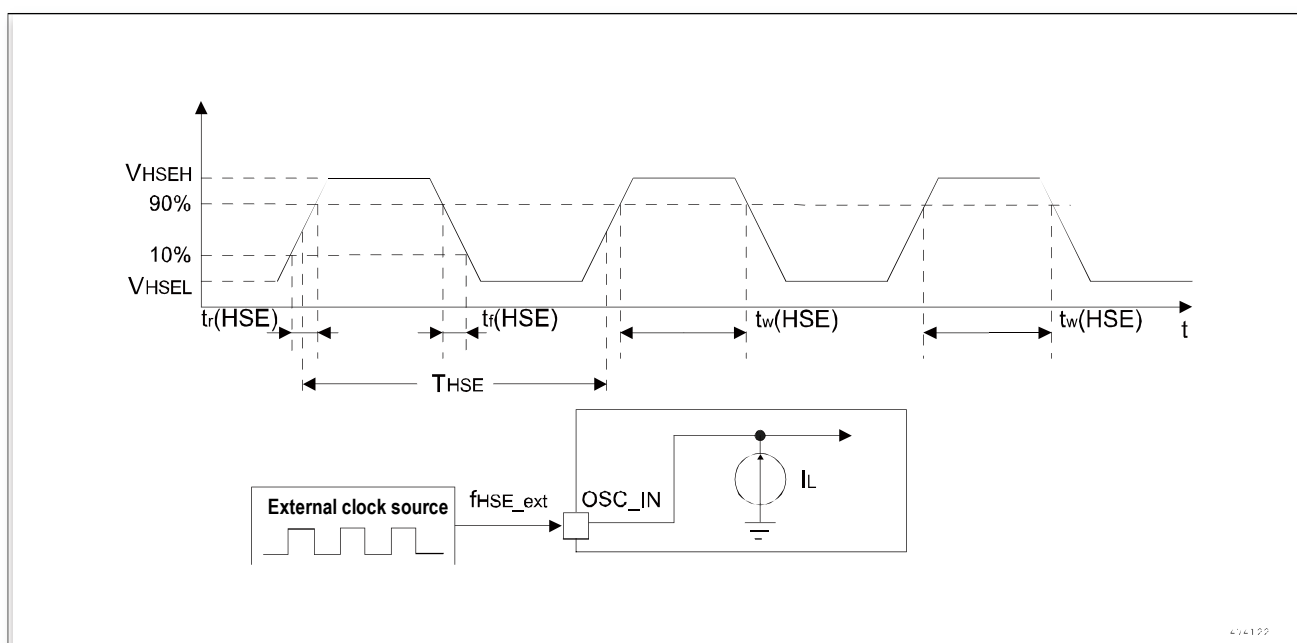 VHSEH
90%
10%
VHSEL
tr(HSE) tf(HSE) tw(HSE) tw(HSE)
t
THSE
IL
External clock source fHSE_ext OSC_IN